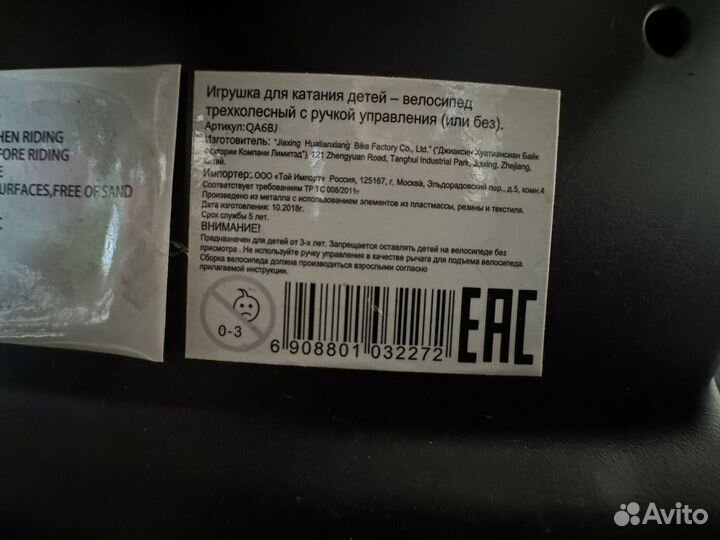 HEN RIDING
FORE RIDING
E
URFACES,FREE OF SAND
Игрушка для катания детей – велосипед
трехколесный с ручкой управления (или без).
Артикул:QA6BJ
Изготовитель: "Jiaxing Huatianxiang Bike Factory Co., Ltd." ("Джиаксин Хуатиансиан Байк
Фектории Компани Лимитад"), 121 Zhengyuan Road, Tanghui Industrial Park, Jiaxing, Zhejiang,
Китай.
Импортер: ООО «Той Импорт» Россия, 125167, г. Москва, Эльдорадовский пер., д.5, комн.4
Соответствует требованиям ТР ТС 008/2011г
Произведено из металла с использованием элементов из пластмассы, резины и текстиля.
Дата изготовления: 10.2018г.
Срок службы 5 лет.
ВНИМАНИЕ!
Предназначен для детей от 3-х лет. Запрещается оставлять детей на велосипеде без
присмотра . Не используйте ручку управления в качестве рычага для подъема велосипеда.
Сборка велосипеда должна производиться взрослыми согласно
прилагаемой инструкции.
0-3
6 908801 032272
EAC
Avito